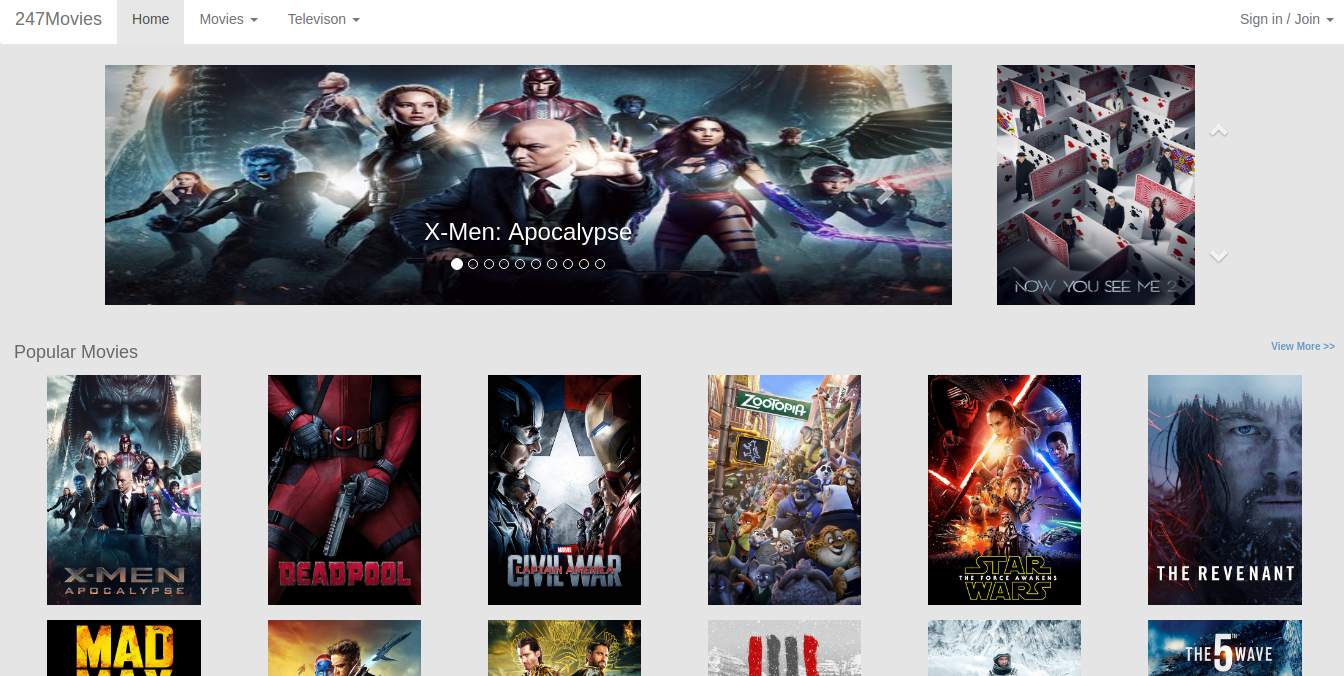 247Movies
Home
Movies
Televison
Sign in / Join
X-Men: Apocalypse
NOW YOU SEE ME 2
Popular Movies
View More >>
X-MEN
APOCALYPSE
DEADPOOL
MARVEL
CAPTAIN AMERICA
CIVIL WAR
ZOOTOPIA
STAR
THE FORCE AWAKENS
WARS
THE REVENANT
MAD
MAX
THE 5TH WAVE